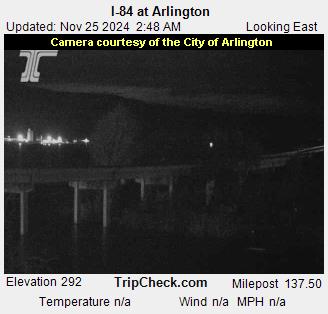 I-84 at Arlington
Updated: Nov 25 2024 2:48 AM Looking East
Camera courtesy of the City of Arlington
Elevation 292 TripCheck.com Milepost 137.50
Temperature n/a Wind n/a MPH n/a